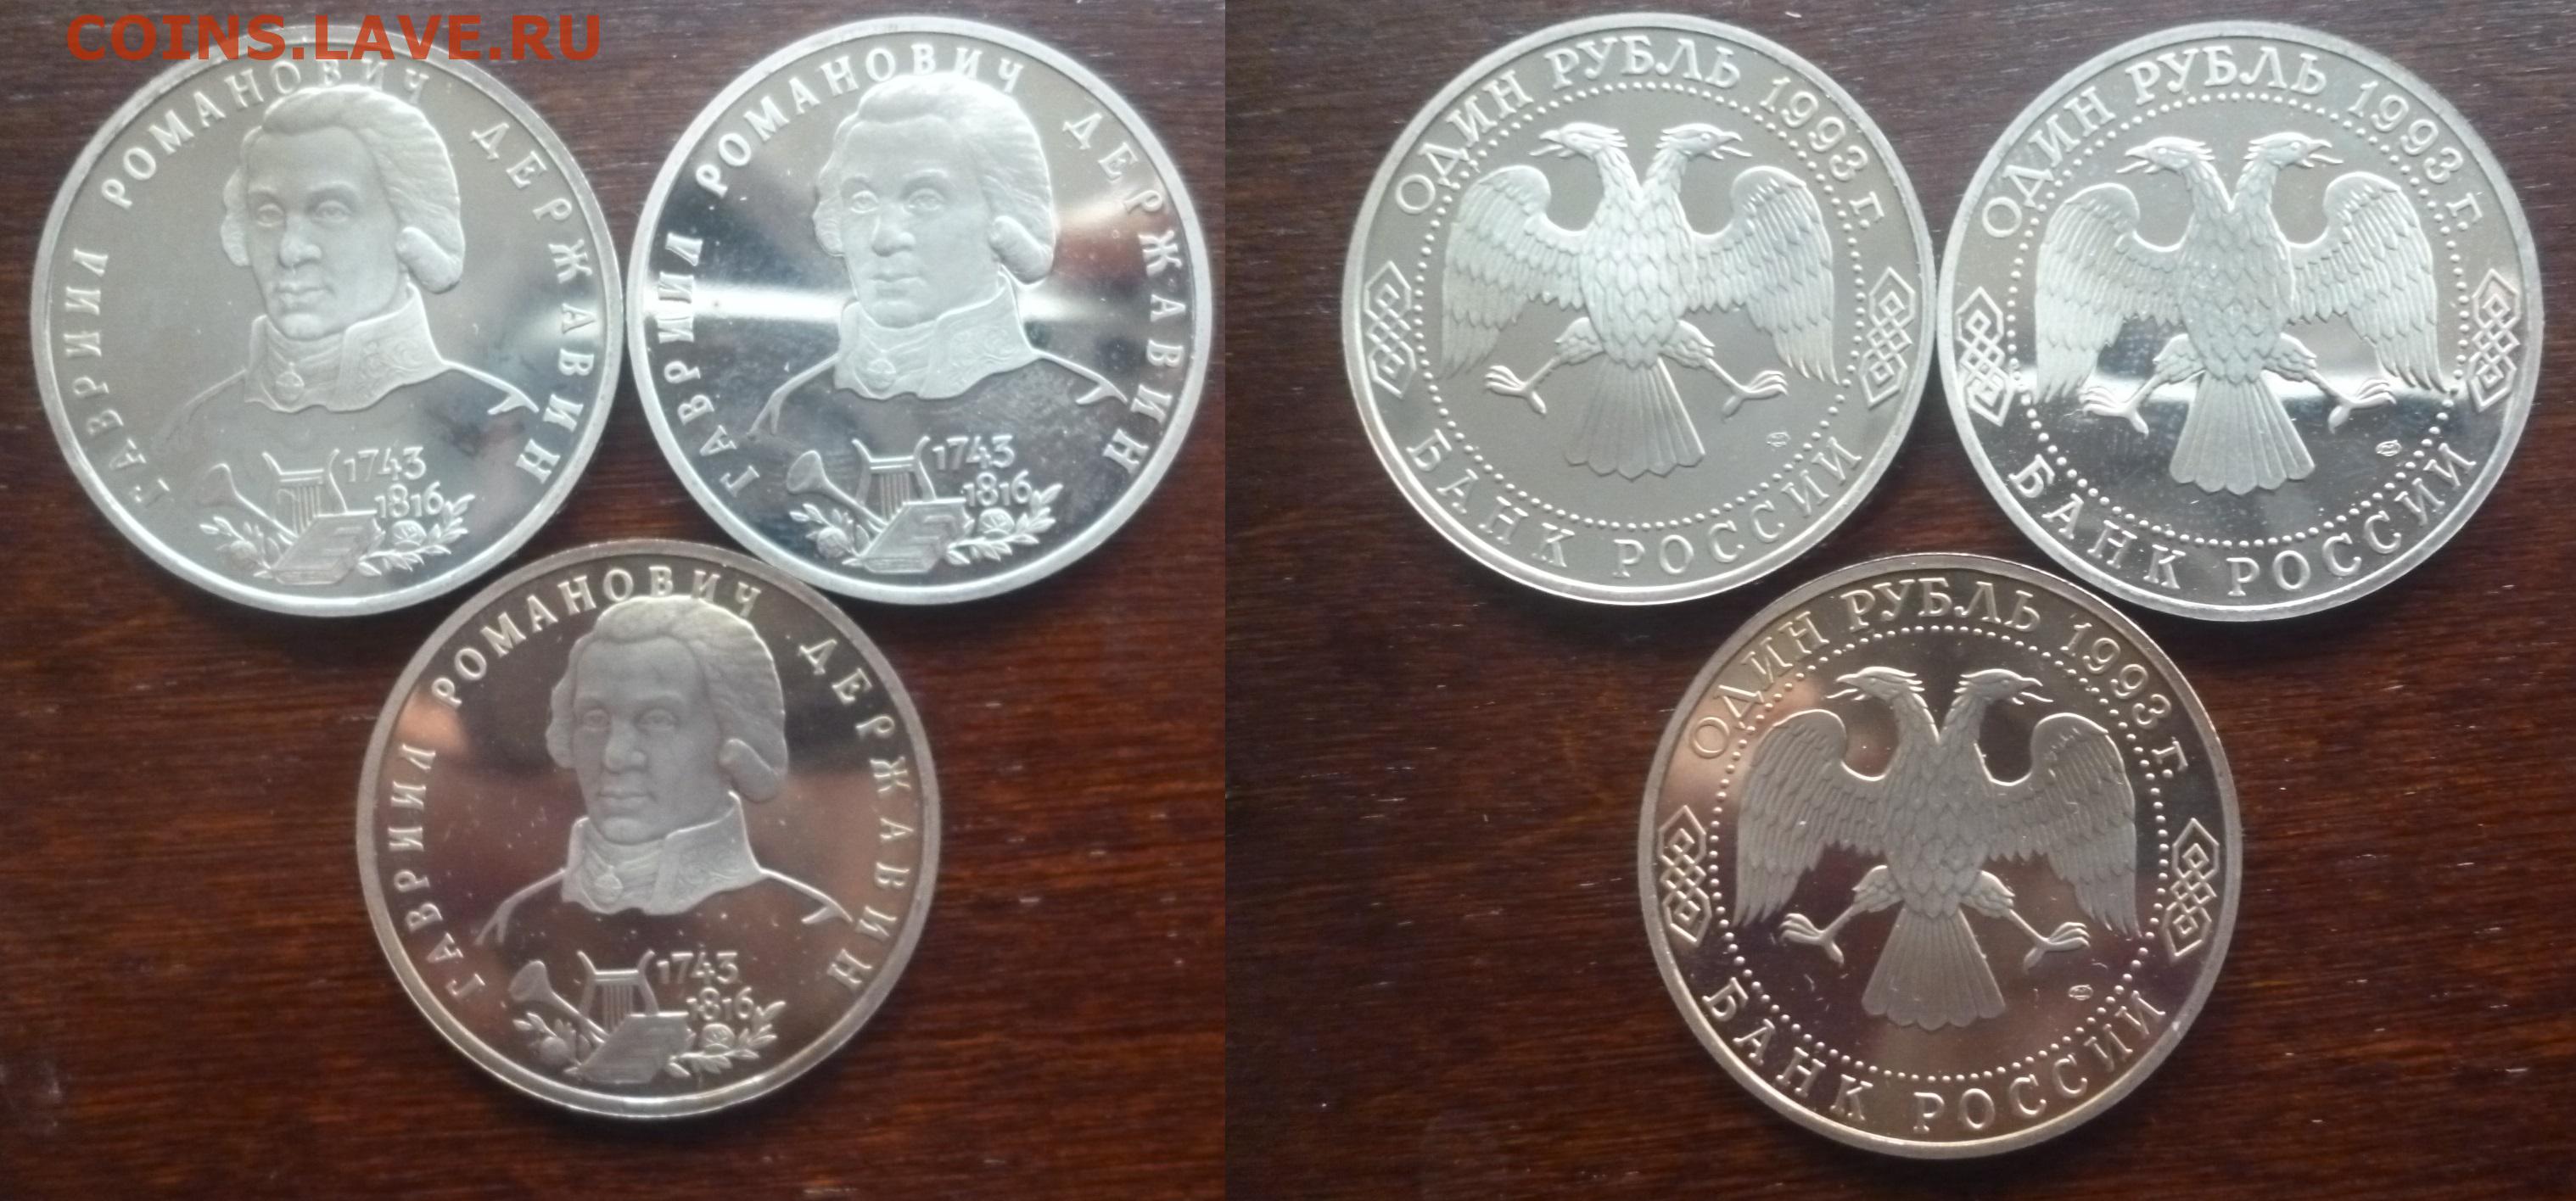 COINS.LAVE.RU
ГАВРИИЛ РОМАНОВИЧ ДЕРЖАВИН
1743
1816
ГАВРИИЛ РОМАНОВИЧ ДЕРЖАВИН
1743
1816
ГАВРИИЛ РОМАНОВИЧ ДЕРЖАВИН
1743
1816
ОДИН РУБЛЬ 1993 г.
БАНК РОССИИ
ОДИН РУБЛЬ 1993 г.
БАНК РОССИИ
ОДИН РУБЛЬ 1993 г.
БАНК РОССИИ